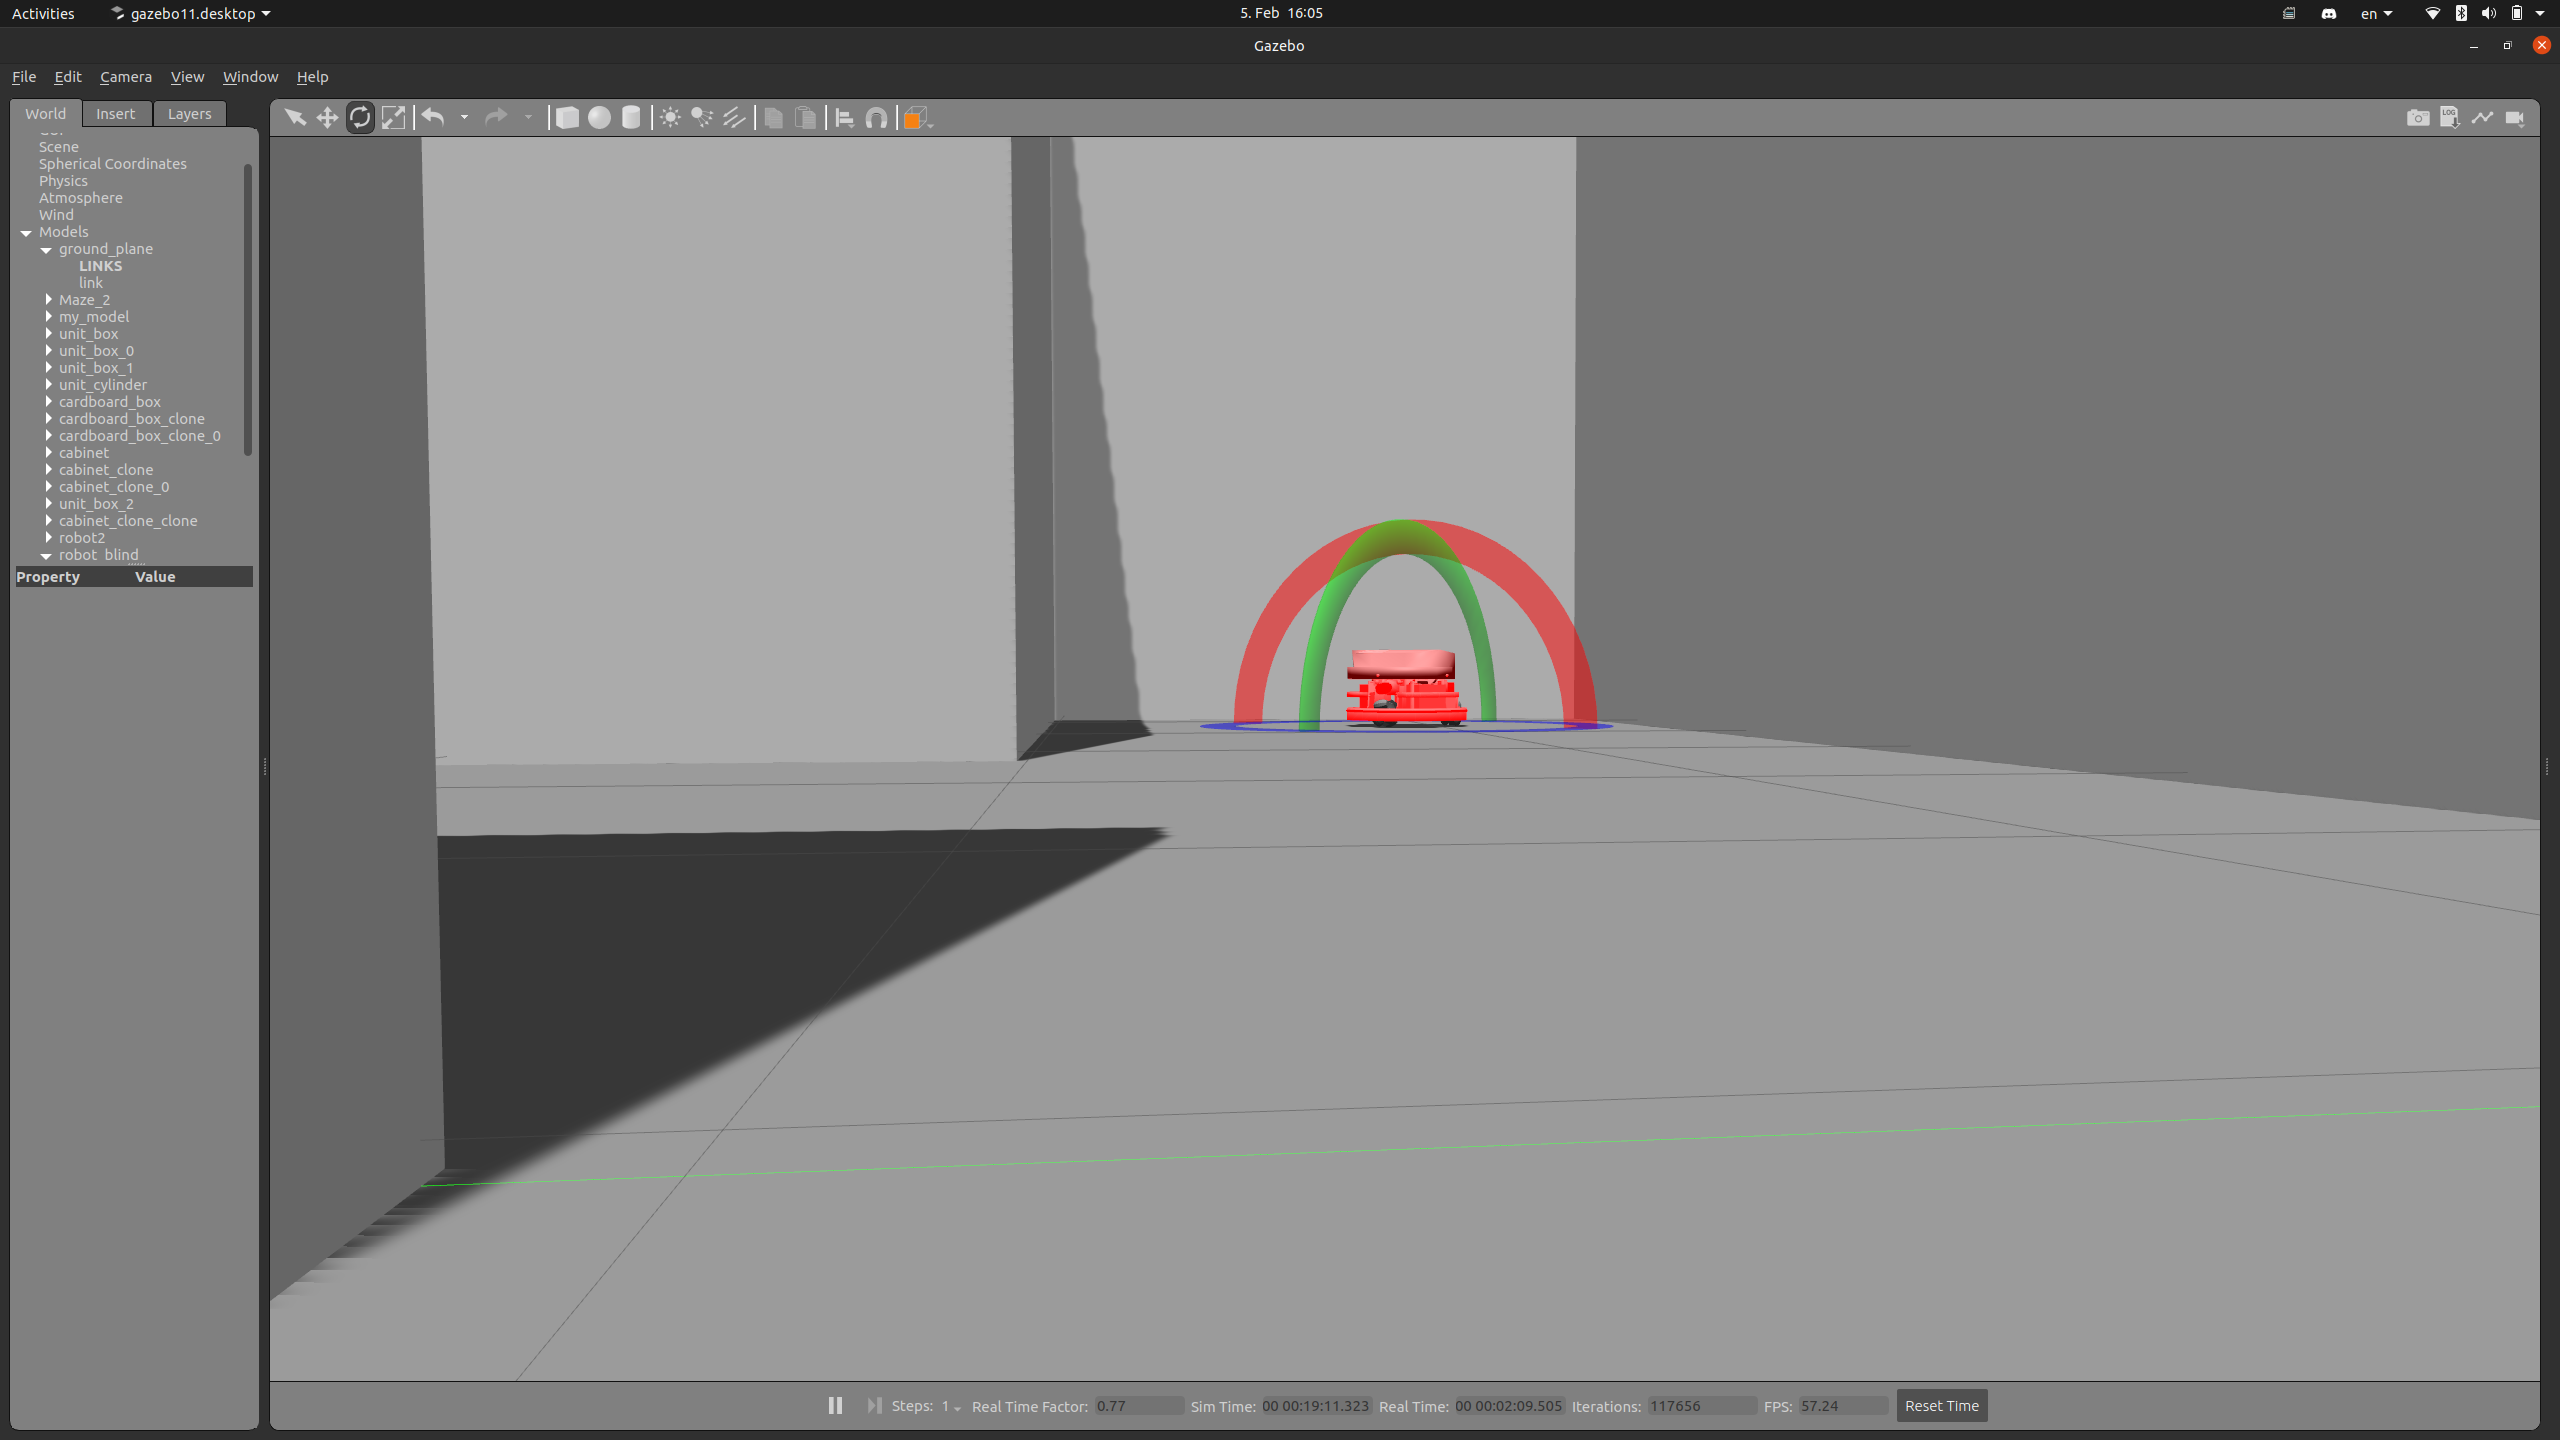 Activities gazebo11.desktop 5. Feb 16:05 en
Gazebo
File Edit Camera View Window Help
World Insert Layers
Scene
Spherical Coordinates
Physics
Atmosphere
Wind
Models
ground_plane
LINKS
link
Maze_2
my_model
unit_box
unit_box_0
unit_box_1
unit_cylinder
cardboard_box
cardboard_box_clone
cardboard_box_clone_0
cabinet
cabinet_clone
cabinet_clone_0
unit_box_2
cabinet_clone_clone
robot2
robot_blind
Property Value
LOG
Steps: 1 Real Time Factor: 0.77 Sim Time: 00 00:19:11.323 Real Time: 00 00:02:09.505 Iterations: 117656 FPS: 57.24 Reset Time